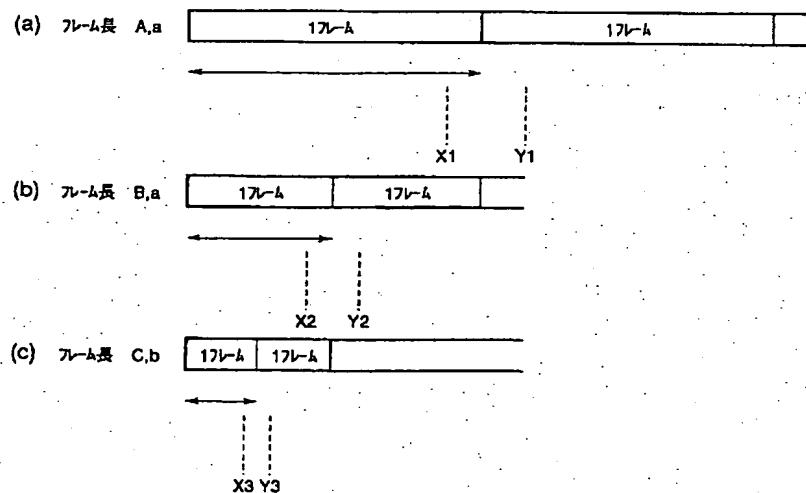 (a) フレーム長 A,a 1フレーム 1フレーム
X1 Y1
(b) フレーム長 B,a 1フレーム 1フレーム
X2 Y2
(c) フレーム長 C,b 1フレーム 1フレーム
X3 Y3